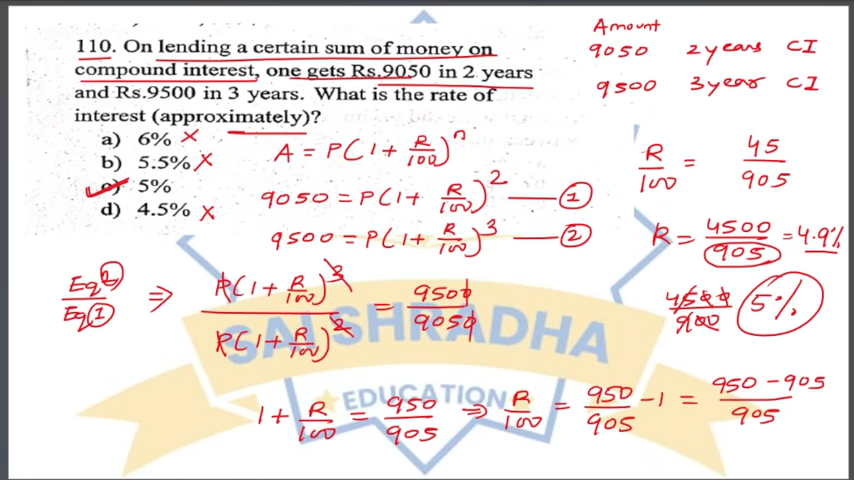 110. On lending a certain sum of money on
compound interest, one gets Rs.9050 in 2 years
and Rs.9500 in 3 years. What is the rate of
interest (approximately)?
a) 6% ×
b) 5.5% ×
c) 5%
d) 4.5% ×
Amount
9050 2 years CI
9500 3 year CI
A = P(1 + R/100)^n
9050 = P(1 + R/100)^2 —— ①
9500 = P(1 + R/100)^3 —— ②
Eq② / Eq① ⇒ P(1 + R/100)^3 / P(1 + R/100)^2 = 9500 / 9050
1 + R/100 = 950/905 ⇒ R/100 = 950/905 - 1 = 950 - 905 / 905
R/100 = 45/905
R = 4500/905 = 4.9%
4500/900 5%
SAI SHRADHA
EDUCATION